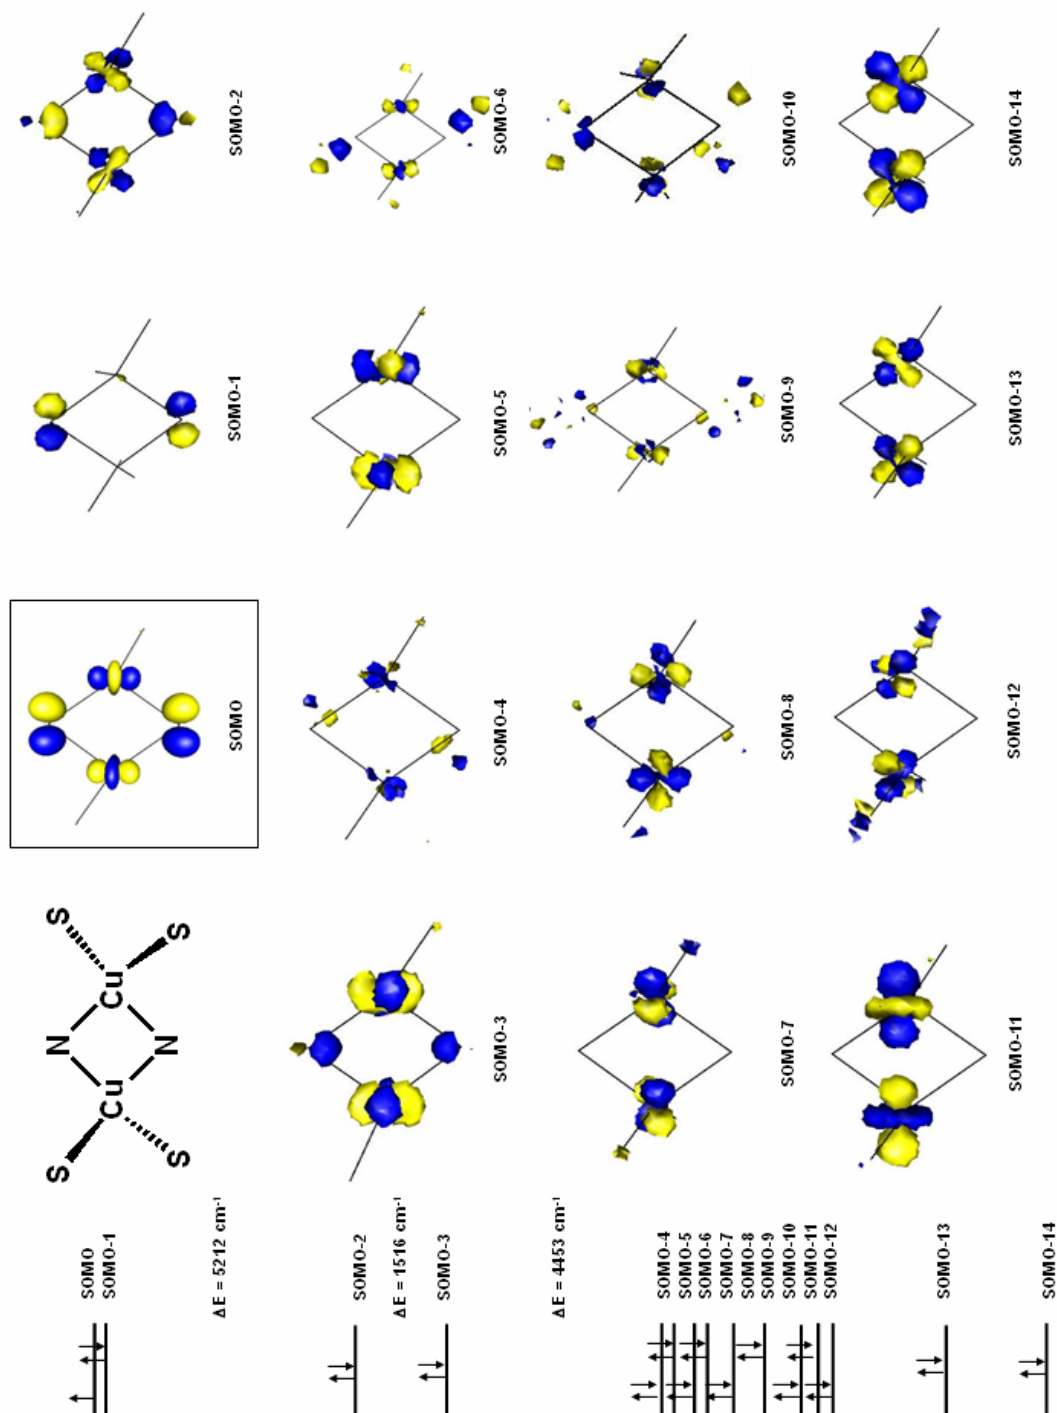 SOMO
SOMO-1
ΔE = 5212 cm⁻¹
SOMO-2
ΔE = 1516 cm⁻¹
SOMO-3
ΔE = 4453 cm⁻¹
SOMO-4
SOMO-5
SOMO-6
SOMO-7
SOMO-8
SOMO-9
SOMO-10
SOMO-11
SOMO-12
SOMO-13
SOMO-14
S S
N
Cu Cu
N
S S
SOMO SOMO-1 SOMO-2
SOMO-3 SOMO-4 SOMO-5 SOMO-6
SOMO-7 SOMO-8 SOMO-9 SOMO-10
SOMO-11 SOMO-12 SOMO-13 SOMO-14